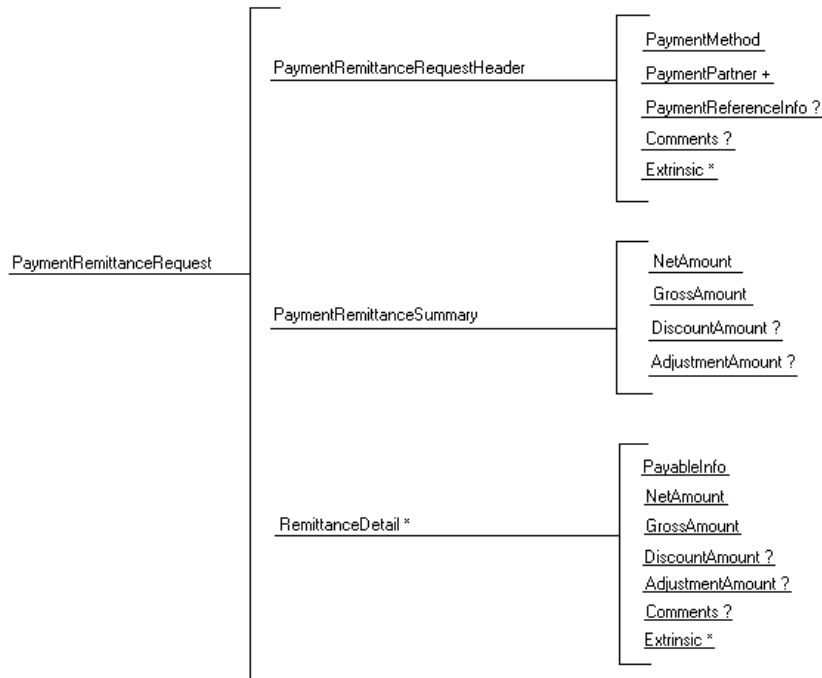 PaymentRemittanceRequest
PaymentRemittanceRequestHeader
PaymentMethod
PaymentPartner +
PaymentReferenceInfo ?
Comments ?
Extrinsic *
PaymentRemittanceSummary
NetAmount
GrossAmount
DiscountAmount ?
AdjustmentAmount ?
RemittanceDetail *
PayableInfo
NetAmount
GrossAmount
DiscountAmount ?
AdjustmentAmount ?
Comments ?
Extrinsic *